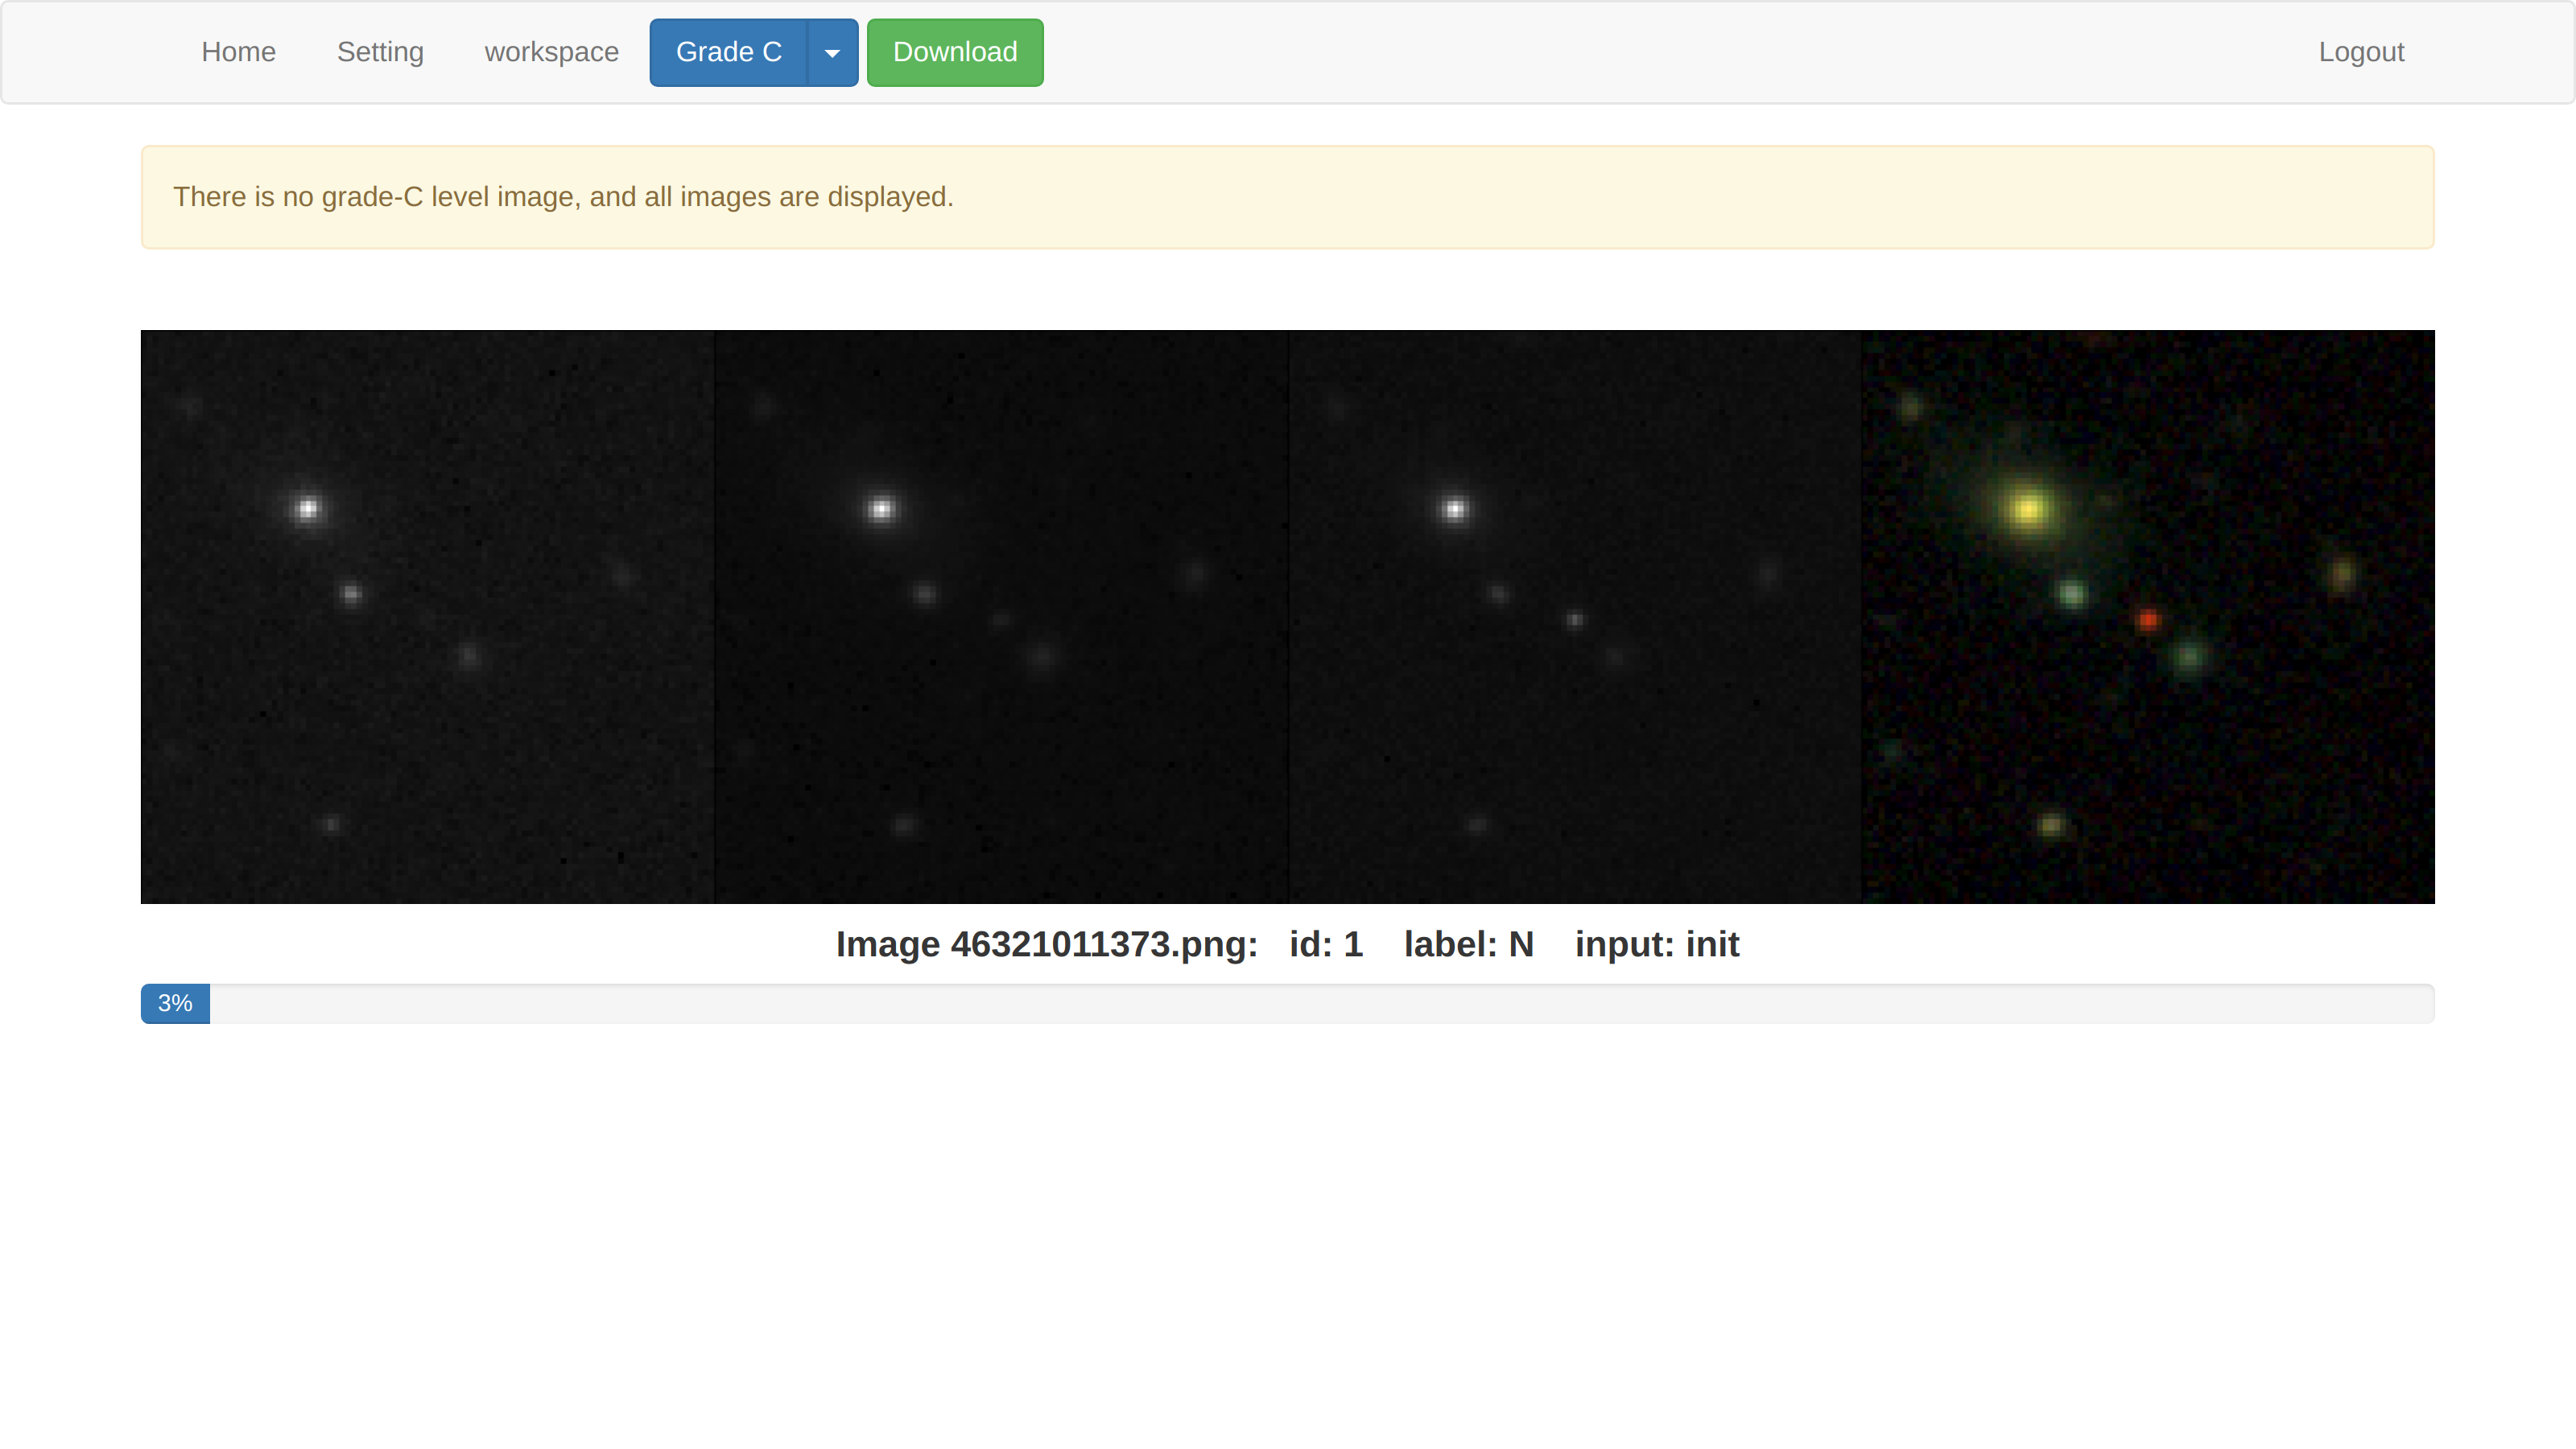 Home Setting workspace Grade C Download Logout
There is no grade-C level image, and all images are displayed.
Image 46321011373.png: id: 1 label: N input: init
3%